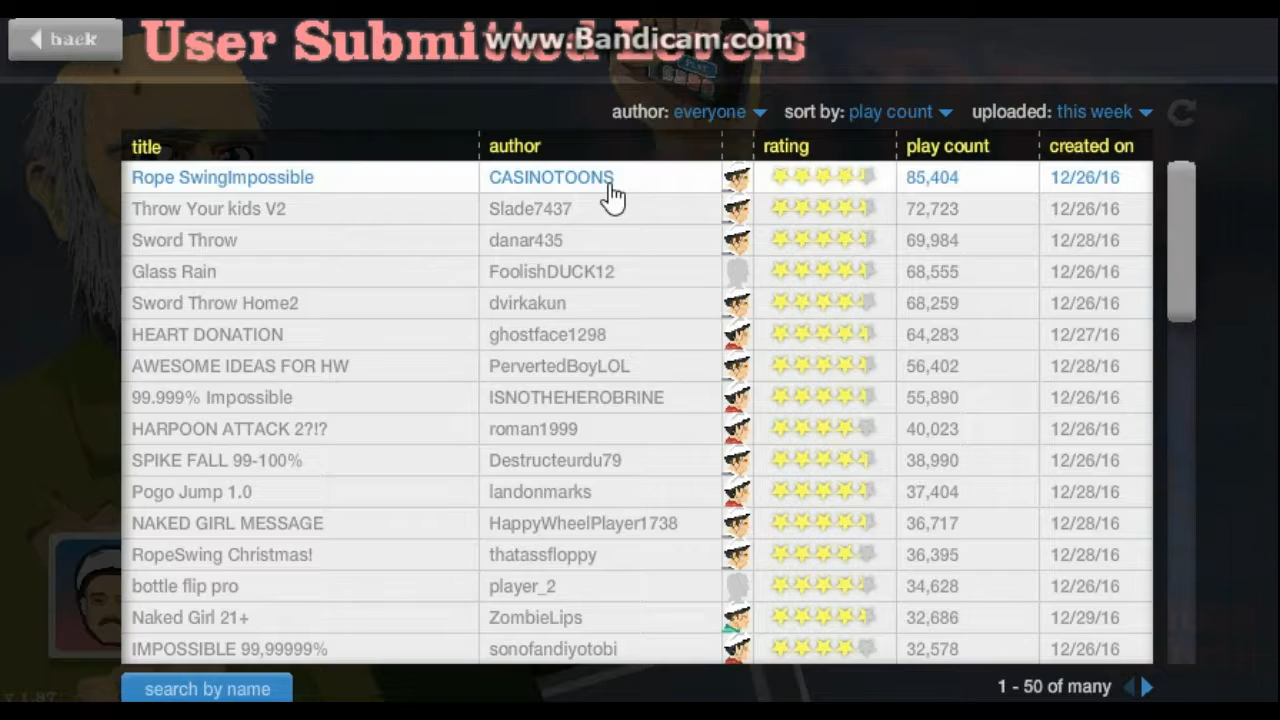 back
User Submitted Levels
www.Bandicam.com
author: everyone sort by: play count uploaded: this week
title author rating play count created on
Rope SwingImpossible CASINOTOONS 85,404 12/26/16
Throw Your kids V2 Slade7437 72,723 12/26/16
Sword Throw danar435 69,984 12/28/16
Glass Rain FoolishDUCK12 68,555 12/26/16
Sword Throw Home2 dvirkakun 68,259 12/26/16
HEART DONATION ghostface1298 64,283 12/27/16
AWESOME IDEAS FOR HW PervertedBoyLOL 56,402 12/28/16
99.999% Impossible ISNOTHEHEROBRINE 55,890 12/26/16
HARPOON ATTACK 2?!? roman1999 40,023 12/26/16
SPIKE FALL 99-100% Destructeurdu79 38,990 12/26/16
Pogo Jump 1.0 landonmarks 37,404 12/28/16
NAKED GIRL MESSAGE HappyWheelPlayer1738 36,717 12/28/16
RopeSwing Christmas! thatassfloppy 36,395 12/28/16
bottle flip pro player_2 34,628 12/26/16
Naked Girl 21+ ZombieLips 32,686 12/29/16
IMPOSSIBLE 99,99999% sonofandiyotobi 32,578 12/26/16
search by name 1 - 50 of many
v 1.87